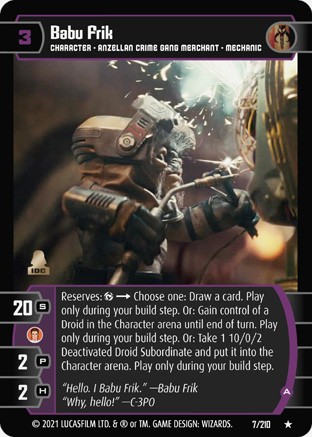 3
Babu Frik
CHARACTER - ANZELLAN CRIME GANG MERCHANT - MECHANIC
IDC
20 S
2 P
2 H
Reserves: → Choose one: Draw a card. Play
only during your build step. Or: Gain control of a
Droid in the Character arena until end of turn. Play
only during your build step. Or: Take 1 10/0/2
Deactivated Droid Subordinate and put it into the
Character arena. Play only during your build step.
“Hello. I Babu Frik.” —Babu Frik
“Why, hello!” —C-3PO
A
© 2021 LUCASFILM LTD. & ® or TM. GAME DESIGN: WIZARDS.
7/210 ★